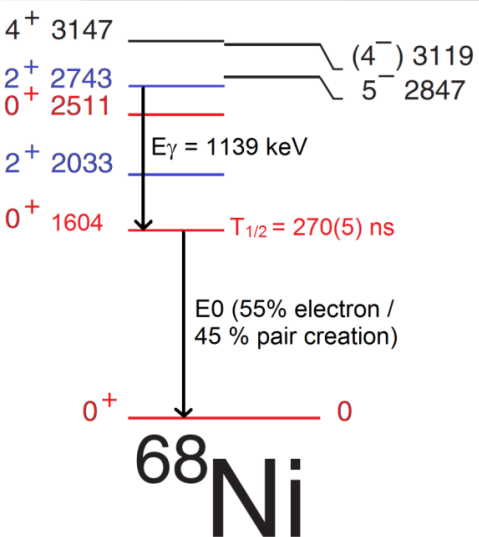 4⁺ 3147
(4⁻) 3119
2⁺ 2743
5⁻ 2847
0⁺ 2511
Eγ = 1139 keV
2⁺ 2033
0⁺ 1604
T₁/₂ = 270(5) ns
E0 (55% electron /
45 % pair creation)
0⁺ 0
⁶⁸Ni